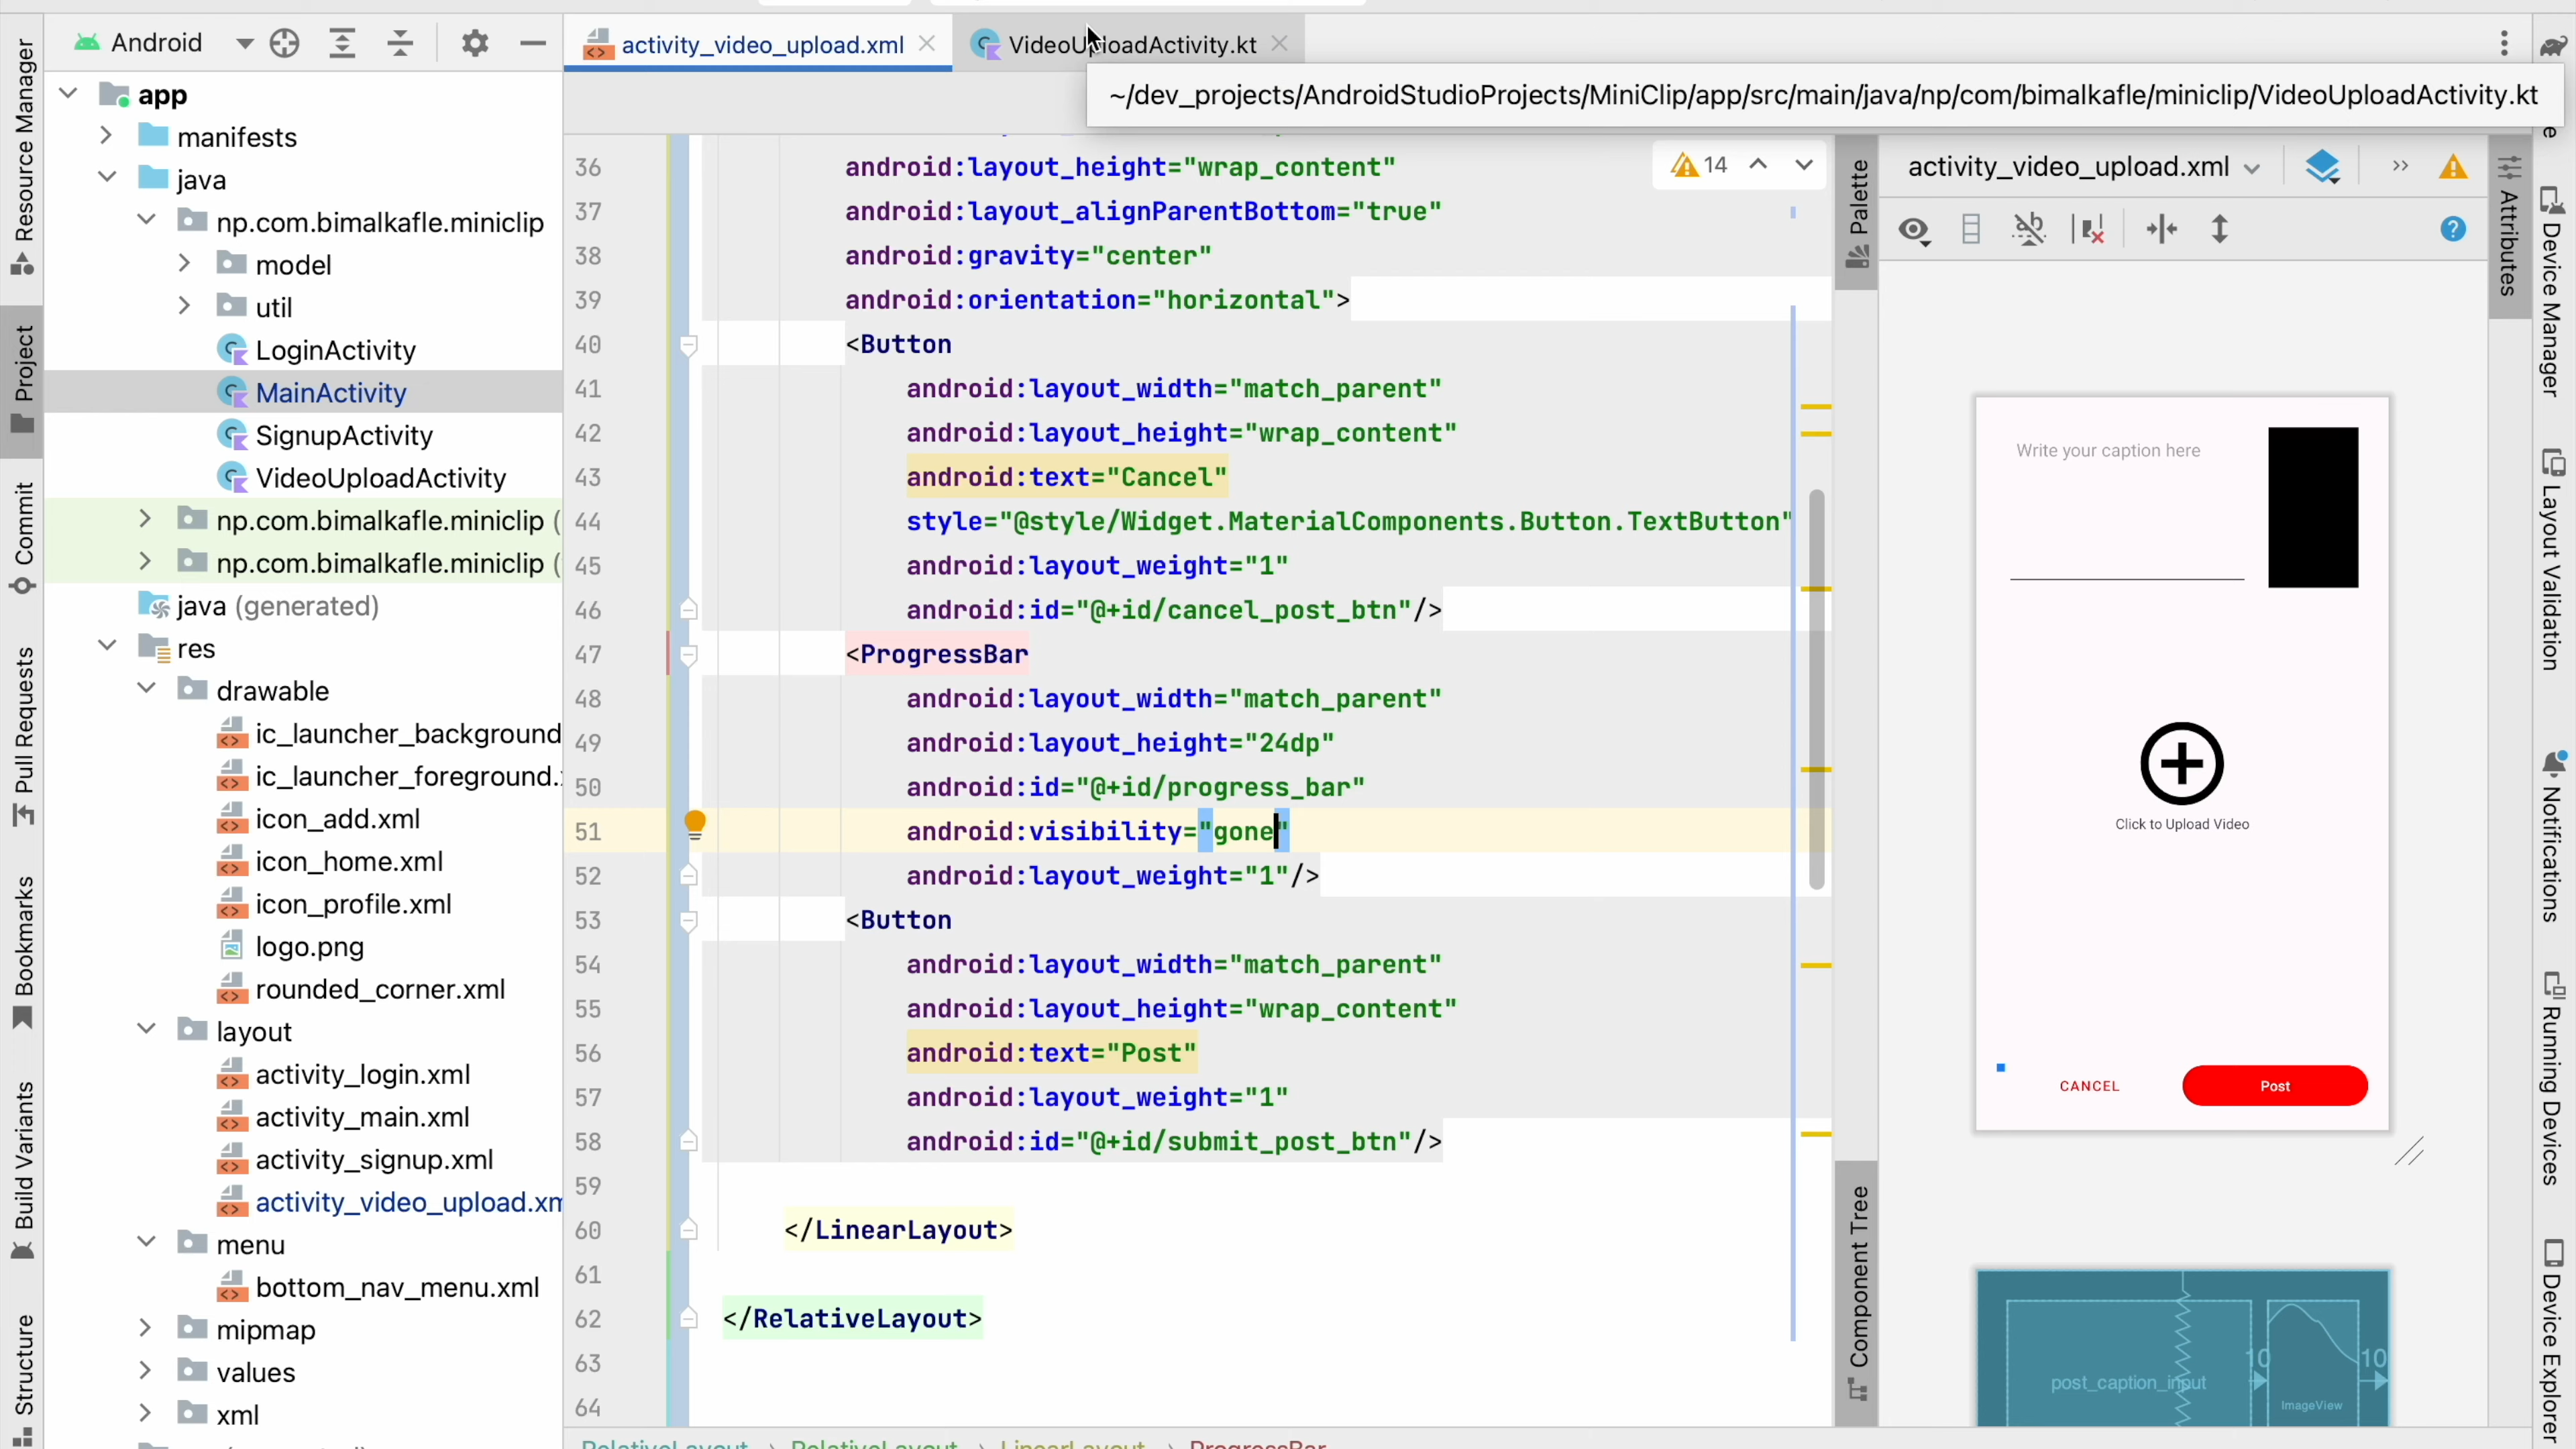 Android
activity_video_upload.xml
VideoUploadActivity.kt
~/dev_projects/AndroidStudioProjects/MiniClip/app/src/main/java/np/com/bimalkafle/miniclip/VideoUploadActivity.kt
Resource Manager
Project
Commit
Pull Requests
Bookmarks
Build Variants
Structure
app
manifests
java
np.com.bimalkafle.miniclip
model
util
LoginActivity
MainActivity
SignupActivity
VideoUploadActivity
np.com.bimalkafle.miniclip (
np.com.bimalkafle.miniclip (
java (generated)
res
drawable
ic_launcher_background
ic_launcher_foreground.
icon_add.xml
icon_home.xml
icon_profile.xml
logo.png
rounded_corner.xml
layout
activity_login.xml
activity_main.xml
activity_signup.xml
activity_video_upload.xm
menu
bottom_nav_menu.xml
mipmap
values
xml
14
36 android:layout_height="wrap_content"
37 android:layout_alignParentBottom="true"
38 android:gravity="center"
39 android:orientation="horizontal">
40 <Button
41 android:layout_width="match_parent"
42 android:layout_height="wrap_content"
43 android:text="Cancel"
44 style="@style/Widget.MaterialComponents.Button.TextButton"
45 android:layout_weight="1"
46 android:id="@+id/cancel_post_btn"/>
47 <ProgressBar
48 android:layout_width="match_parent"
49 android:layout_height="24dp"
50 android:id="@+id/progress_bar"
51 android:visibility="gone"
52 android:layout_weight="1"/>
53 <Button
54 android:layout_width="match_parent"
55 android:layout_height="wrap_content"
56 android:text="Post"
57 android:layout_weight="1"
58 android:id="@+id/submit_post_btn"/>
59
60 </LinearLayout>
61
62 </RelativeLayout>
63
64
RelativeLayout
RelativeLayout
LinearLayout
ProgressBar
Palette
Component Tree
activity_video_upload.xml
Write your caption here
Click to Upload Video
CANCEL
Post
post_caption_input
10
ImageView
10
Attributes
Device Manager
Layout Validation
Notifications
Running Devices
Device Explorer